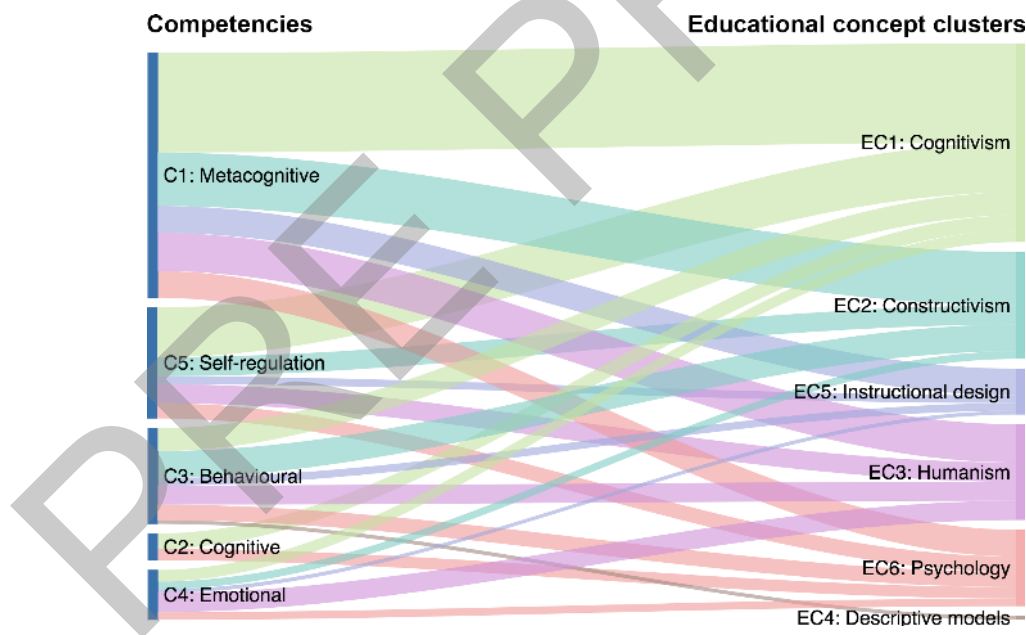 Competencies
Educational concept clusters
EC1: Cognitivism
C1: Metacognitive
EC2: Constructivism
C5: Self-regulation
EC5: Instructional design
C3: Behavioural
EC3: Humanism
C2: Cognitive
EC6: Psychology
C4: Emotional
EC4: Descriptive models
PRE PR